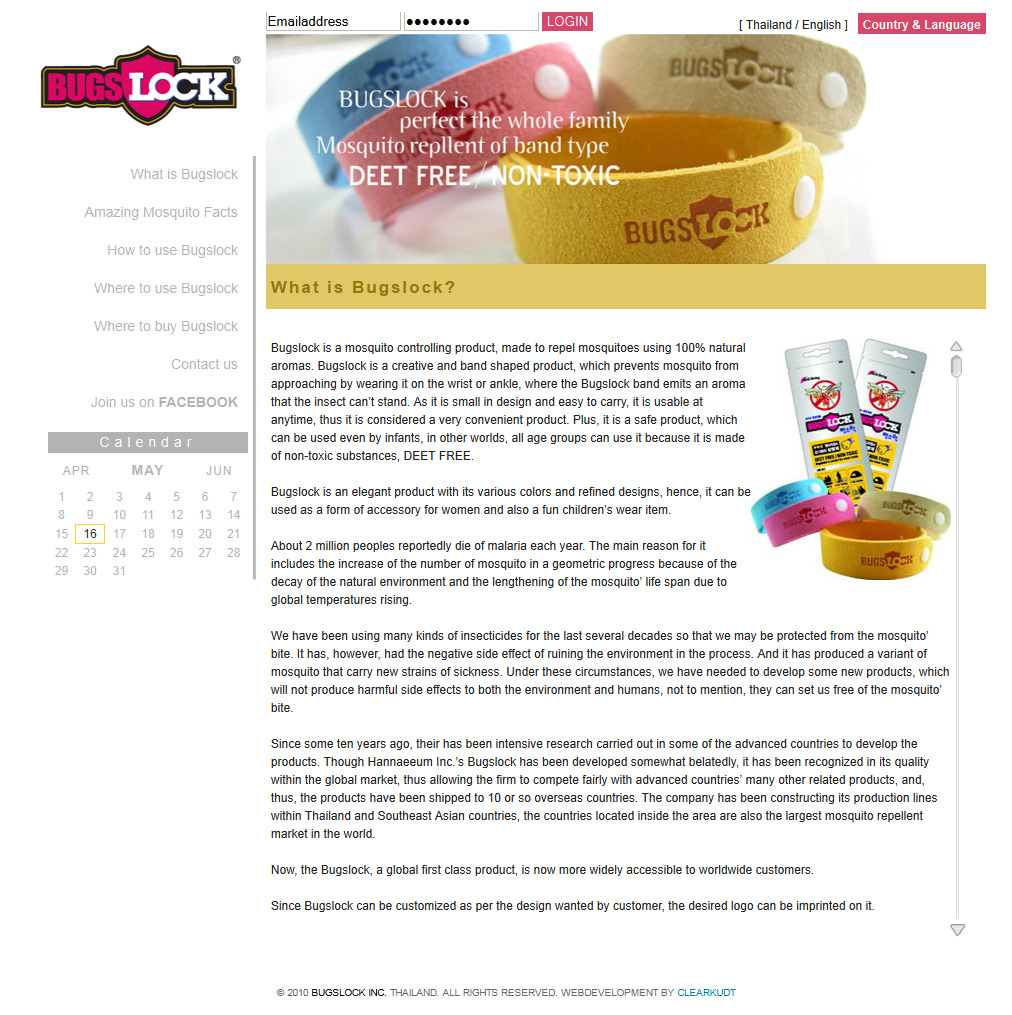 Emailaddress ●●●●●●●● LOGIN
[ Thailand / English ] Country & Language
BUGSLOCK®
BUGSLOCK is
perfect the whole family
Mosquito repllent of band type
DEET FREE / NON-TOXIC
BUGSLOCK
BUGSLOCK
BUGSLOCK
BUGSLOCK
What is Bugslock
Amazing Mosquito Facts
How to use Bugslock
Where to use Bugslock
Where to buy Bugslock
Contact us
Join us on FACEBOOK
Calendar
APR MAY JUN
1 2 3 4 5 6 7
8 9 10 11 12 13 14
15 16 17 18 19 20 21
22 23 24 25 26 27 28
29 30 31
What is Bugslock?
Bugslock is a mosquito controlling product, made to repel mosquitoes using 100% natural
aromas. Bugslock is a creative and band shaped product, which prevents mosquito from
approaching by wearing it on the wrist or ankle, where the Bugslock band emits an aroma
that the insect can’t stand. As it is small in design and easy to carry, it is usable at
anytime, thus it is considered a very convenient product. Plus, it is a safe product, which
can be used even by infants, in other worlds, all age groups can use it because it is made
of non-toxic substances, DEET FREE.
Bugslock is an elegant product with its various colors and refined designs, hence, it can be
used as a form of accessory for women and also a fun children’s wear item.
About 2 million peoples reportedly die of malaria each year. The main reason for it
includes the increase of the number of mosquito in a geometric progress because of the
decay of the natural environment and the lengthening of the mosquito’ life span due to
global temperatures rising.
We have been using many kinds of insecticides for the last several decades so that we may be protected from the mosquito’
bite. It has, however, had the negative side effect of ruining the environment in the process. And it has produced a variant of
mosquito that carry new strains of sickness. Under these circumstances, we have needed to develop some new products, which
will not produce harmful side effects to both the environment and humans, not to mention, they can set us free of the mosquito’
bite.
Since some ten years ago, their has been intensive research carried out in some of the advanced countries to develop the
products. Though Hannaeeum Inc.’s Bugslock has been developed somewhat belatedly, it has been recognized in its quality
within the global market, thus allowing the firm to compete fairly with advanced countries’ many other related products, and,
thus, the products have been shipped to 10 or so overseas countries. The company has been constructing its production lines
within Thailand and Southeast Asian countries, the countries located inside the area are also the largest mosquito repellent
market in the world.
Now, the Bugslock, a global first class product, is now more widely accessible to worldwide customers.
Since Bugslock can be customized as per the design wanted by customer, the desired logo can be imprinted on it.
BUGSLOCK
DEET FREE / NON TOXIC
BUGSLOCK
BUGSLOCK
BUGSLOCK
BUGSLOCK
© 2010 BUGSLOCK INC. THAILAND. ALL RIGHTS RESERVED. WEBDEVELOPMENT BY CLEARKUDT